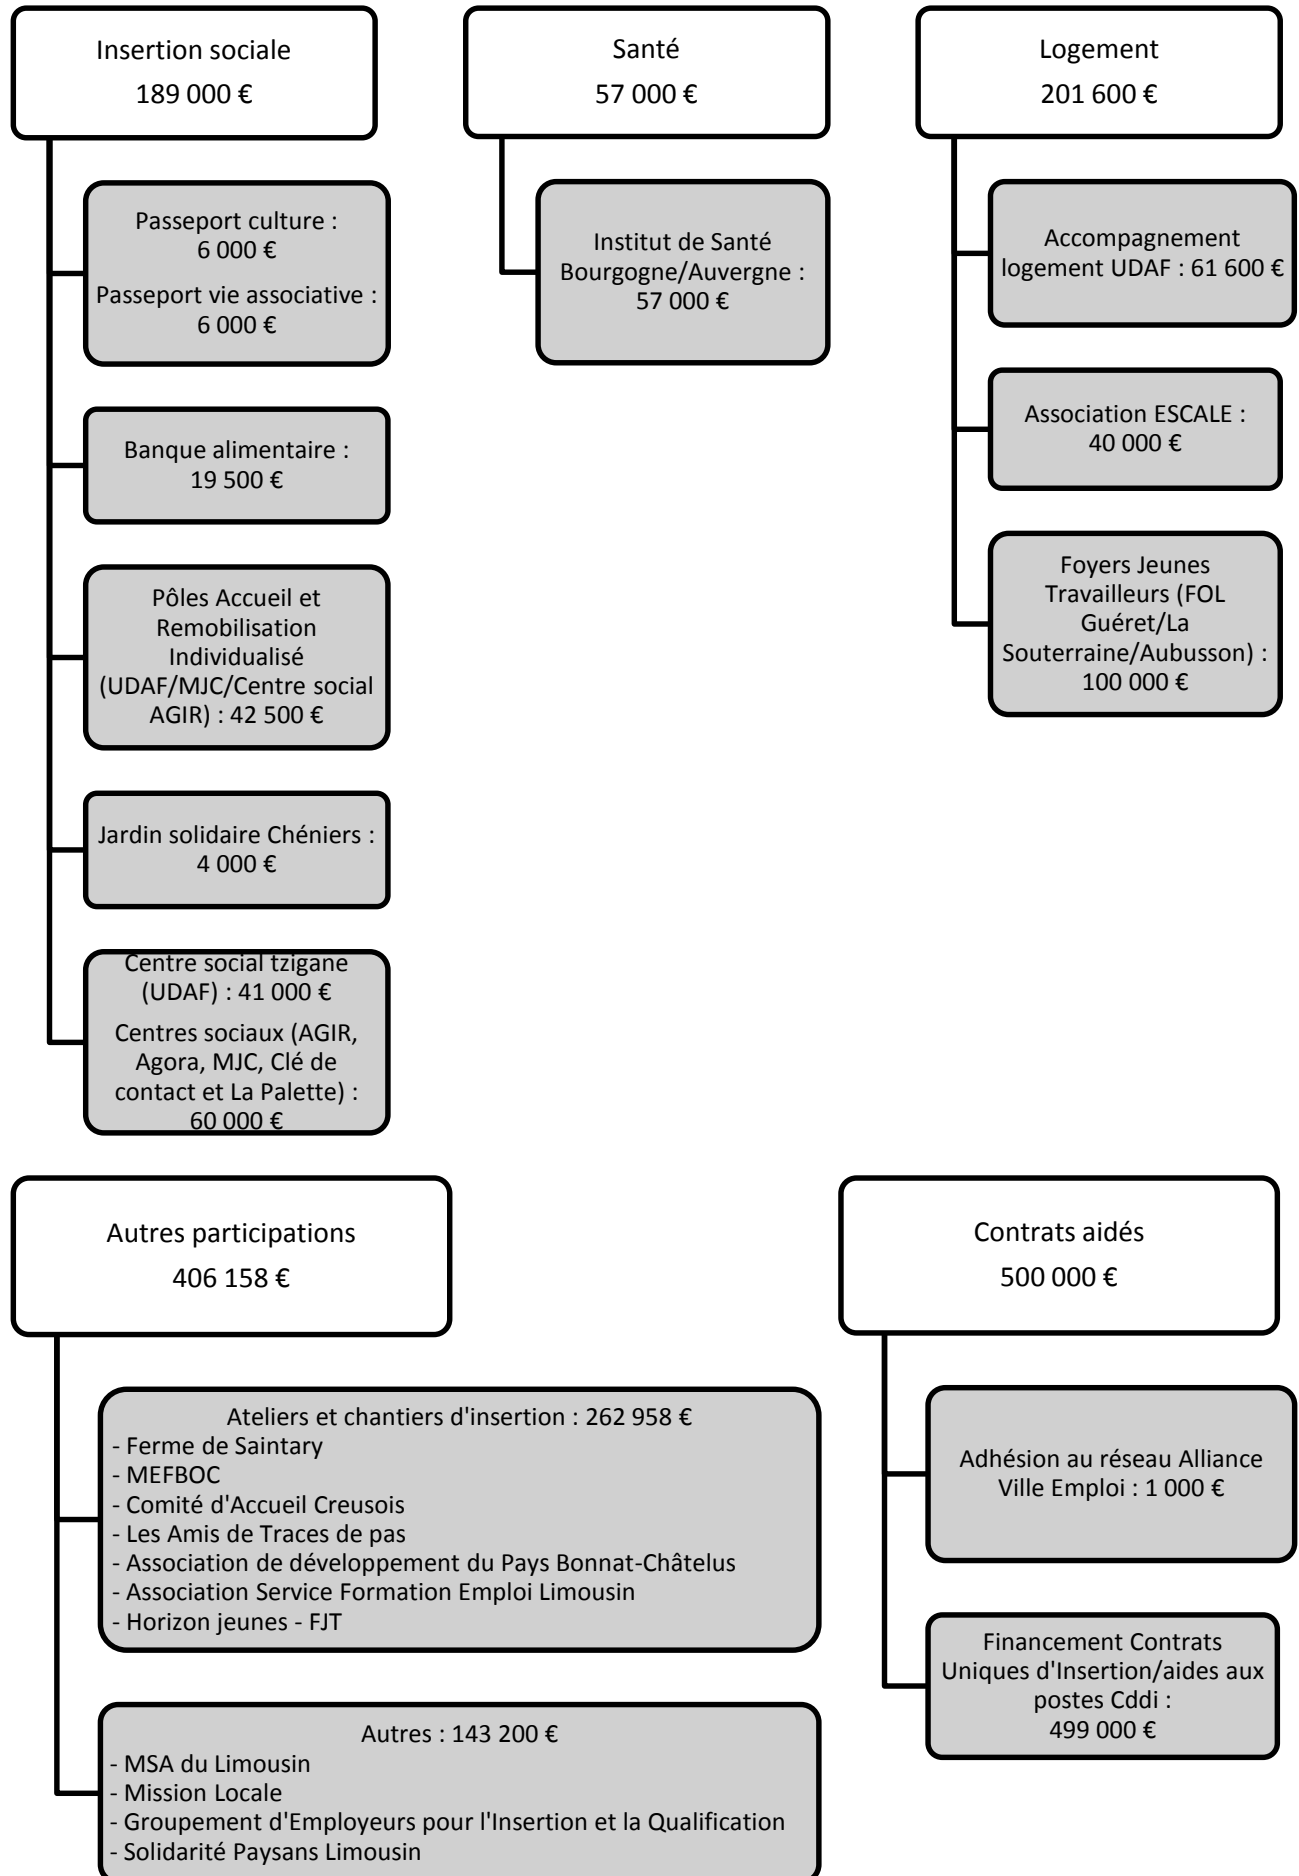 Insertion sociale
189 000 €
Passeport culture :
6 000 €
Passeport vie associative :
6 000 €
Banque alimentaire :
19 500 €
Pôles Accueil et
Remobilisation
Individualisé
(UDAF/MJC/Centre social
AGIR) : 42 500 €
Jardin solidaire Chéniers :
4 000 €
Centre social tzigane
(UDAF) : 41 000 €
Centres sociaux (AGIR,
Agora, MJC, Clé de
contact et La Palette) :
60 000 €
Santé
57 000 €
Institut de Santé
Bourgogne/Auvergne :
57 000 €
Logement
201 600 €
Accompagnement
logement UDAF : 61 600 €
Association ESCALE :
40 000 €
Foyers Jeunes
Travailleurs (FOL
Guéret/La
Souterraine/Aubusson) :
100 000 €
Autres participations
406 158 €
Ateliers et chantiers d'insertion : 262 958 €
- Ferme de Saintary
- MEFBOC
- Comité d'Accueil Creusois
- Les Amis de Traces de pas
- Association de développement du Pays Bonnat-Châtelus
- Association Service Formation Emploi Limousin
- Horizon jeunes - FJT
Autres : 143 200 €
- MSA du Limousin
- Mission Locale
- Groupement d'Employeurs pour l'Insertion et la Qualification
- Solidarité Paysans Limousin
Contrats aidés
500 000 €
Adhésion au réseau Alliance
Ville Emploi : 1 000 €
Financement Contrats
Uniques d'Insertion/aides aux
postes Cddi :
499 000 €